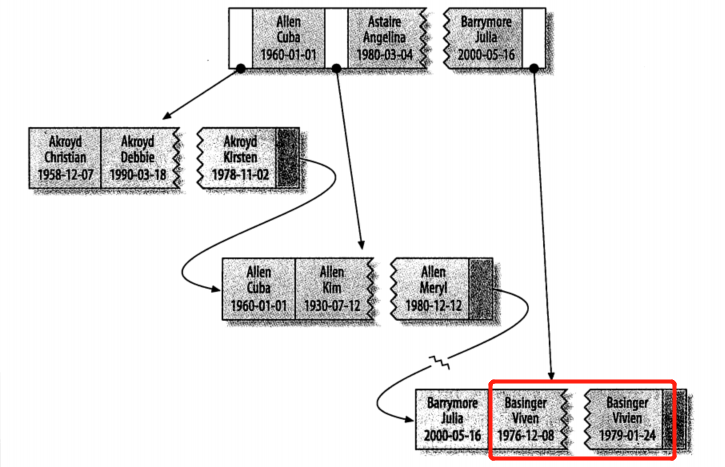 Allen
Cuba
1960-01-01
Astaire
Angelina
1980-03-04
Barrymore
Julia
2000-05-16
Akroyd
Christian
1958-12-07
Akroyd
Debbie
1990-03-18
Akroyd
Kirsten
1978-11-02
Allen
Cuba
1960-01-01
Allen
Kim
1930-07-12
Allen
Meryl
1980-12-12
Barrymore
Julia
2000-05-16
Basinger
Viven
1976-12-08
Basinger
Vivien
1979-01-24